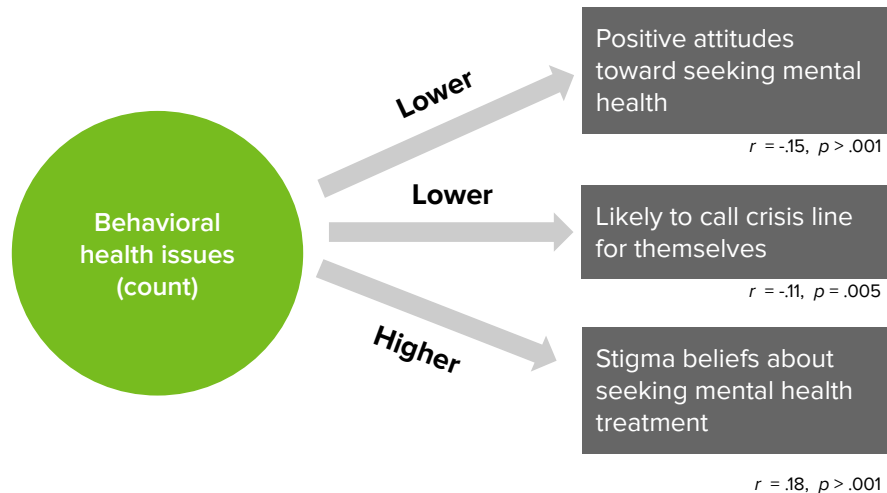 Behavioral
health issues
(count)
Lower
Positive attitudes
toward seeking mental
health
r = -.15, p > .001
Lower
Likely to call crisis line
for themselves
r = -.11, p = .005
Higher
Stigma beliefs about
seeking mental health
treatment
r = .18, p > .001